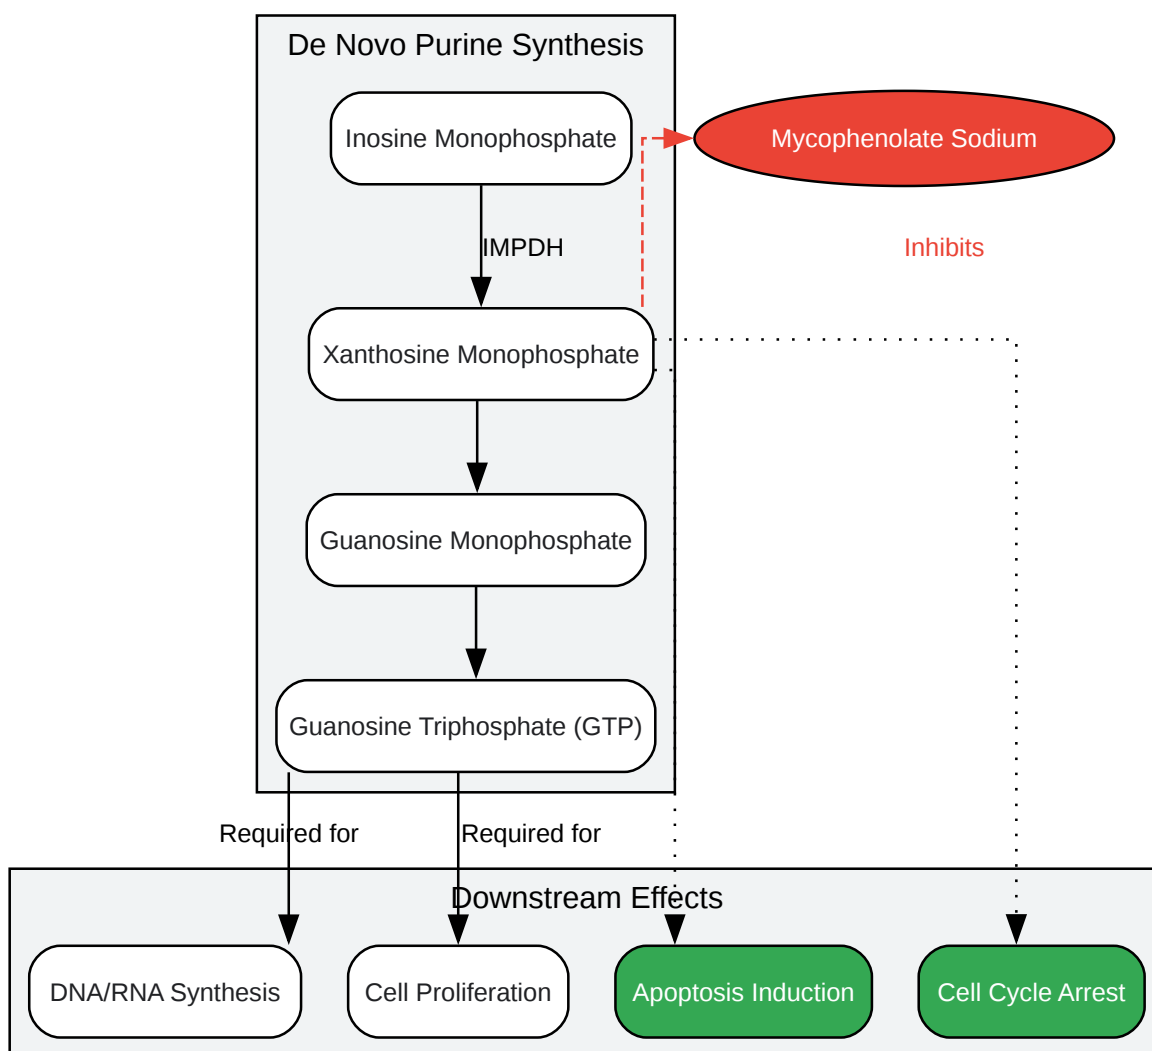 De Novo Purine Synthesis
Inosine Monophosphate
Mycophenolate Sodium
IMPDH
Inhibits
Xanthosine Monophosphate
Guanosine Monophosphate
Guanosine Triphosphate (GTP)
Required for
Required for
Downstream Effects
DNA/RNA Synthesis
Cell Proliferation
Apoptosis Induction
Cell Cycle Arrest